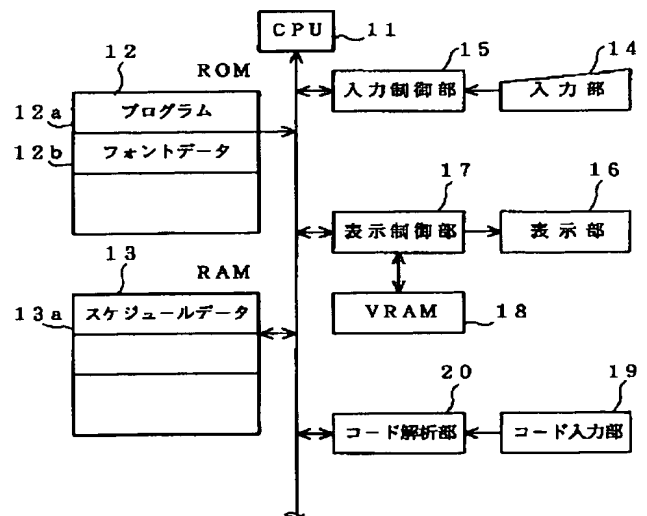 CPU
11
12
ROM
12a
プログラム
12b
フォントデータ
15
14
入力制御部
入力部
17
16
表示制御部
表示部
VRAM
18
13
RAM
13a
スケジュールデータ
20
19
コード解析部
コード入力部